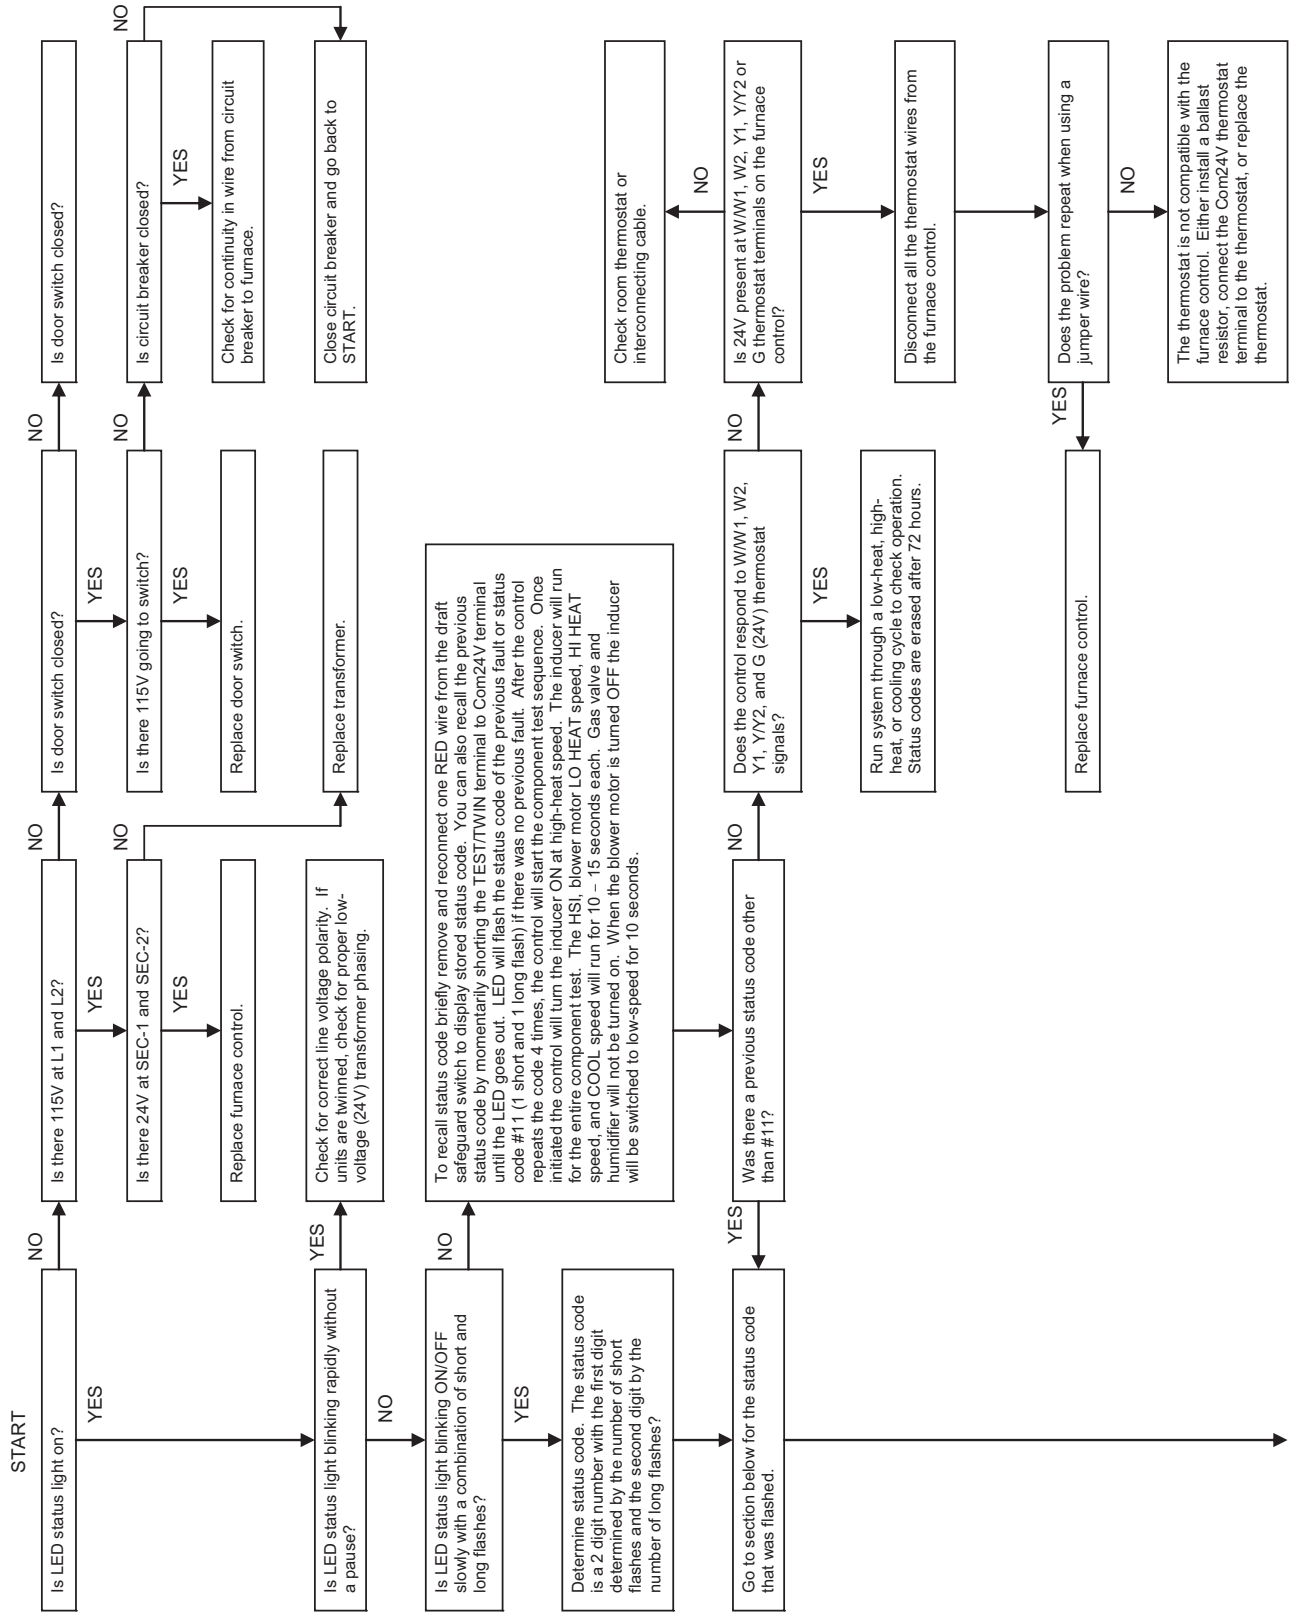 START
Is LED status light on?
NO
Is there 115V at L1 and L2?
NO
Is door switch closed?
NO
Is door switch closed?
YES
YES
YES
Is there 24V at SEC-1 and SEC-2?
NO
Is there 115V going to switch?
NO
Is circuit breaker closed?
NO
YES
YES
YES
Replace furnace control.
Replace door switch.
Check for continuity in wire from circuit
breaker to furnace.
Is LED status light blinking rapidly without
a pause?
YES
Check for correct line voltage polarity.  If
units are twinned, check for proper low-
voltage (24V) transformer phasing.
Replace transformer.
Close circuit breaker and go back to
START.
NO
Is LED status light blinking ON/OFF
slowly with a combination of short and
long flashes?
NO
To recall status code briefly remove and reconnect one RED wire from the draft
safeguard switch to display stored status code.  You can also recall the previous
status code by momentarily shorting the TEST/TWIN terminal to Com24V terminal
until the LED goes out.  LED will flash the status code of the previous fault or status
code #11 (1 short and 1 long flash) if there was no previous fault.  After the control
repeats the code 4 times, the control will start the component test sequence.  Once
initiated the control will turn the inducer ON at high-heat speed.  The inducer will run
for the entire component test.  The HSI, blower motor LO HEAT speed, HI HEAT
speed, and COOL speed will run for 10 – 15 seconds each.  Gas valve and
humidifier will not be turned on.  When the blower motor is turned OFF the inducer
will be switched to low-speed for 10 seconds.
YES
Determine status code.  The status code
is a 2 digit number with the first digit
determined by the number of short
flashes and the second digit by the
number of long flashes?
Check room thermostat or
interconnecting cable.
NO
Go to section below for the status code
that was flashed.
YES
Was there a previous status code other
than #11?
NO
Does the control respond to W/W1, W2,
Y1, Y/Y2, and G (24V) thermostat
signals?
NO
Is 24V present at W/W1, W2, Y1, Y/Y2 or
G thermostat terminals on the furnace
control?
YES
YES
Run system through a low-heat, high-
heat, or cooling cycle to check operation.
Status codes are erased after 72 hours.
Disconnect all the thermostat wires from
the furnace control.
Replace furnace control.
YES
Does the problem repeat when using a
jumper wire?
NO
The thermostat is not compatible with the
furnace control.  Either install a ballast
resistor, connect the Com24V thermostat
terminal to the thermostat, or replace the
thermostat.